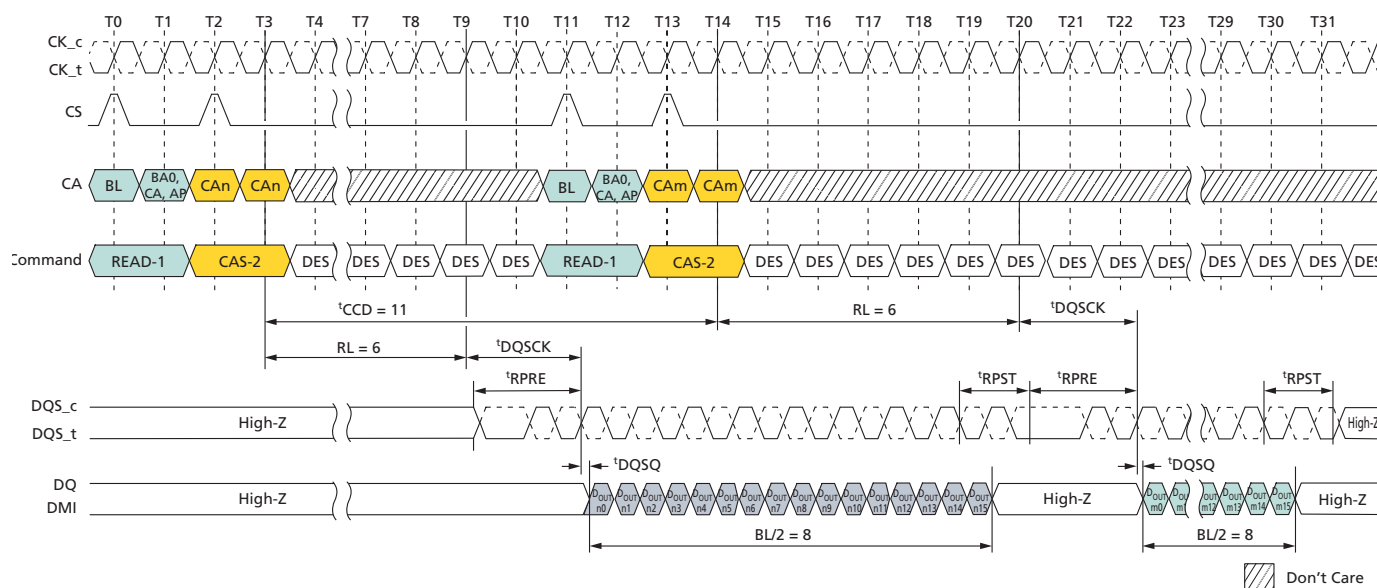 T0 T1 T2 T3 T4 T7 T8 T9 T10 T11 T12 T13 T14 T15 T16 T17 T18 T19 T20 T21 T22 T23 T29 T30 T31
CK_c
CK_t
CS
CA BL BA0, CA, AP CAn CAn BL BA0, CA, AP CAm CAm
Command READ-1 CAS-2 DES DES DES DES DES READ-1 CAS-2 DES DES DES DES DES DES DES DES DES DES DES DES DES
tCCD = 11 RL = 6 tDQSCK
RL = 6 tDQSCK
tRPRE tRPST tRPRE tRPST
DQS_c
High-Z High-Z
DQS_t
tDQSQ tDQSQ
DQ
High-Z DOUT n0 DOUT n1 DOUT n2 DOUT n3 DOUT n4 DOUT n5 DOUT n6 DOUT n7 DOUT n8 DOUT n9 DOUT n10 DOUT n11 DOUT n12 DOUT n13 DOUT n14 DOUT n15 High-Z DOUT m0 DOUT m12 DOUT m13 DOUT m14 DOUT m15 High-Z
DMI
BL/2 = 8 BL/2 = 8
Don't Care